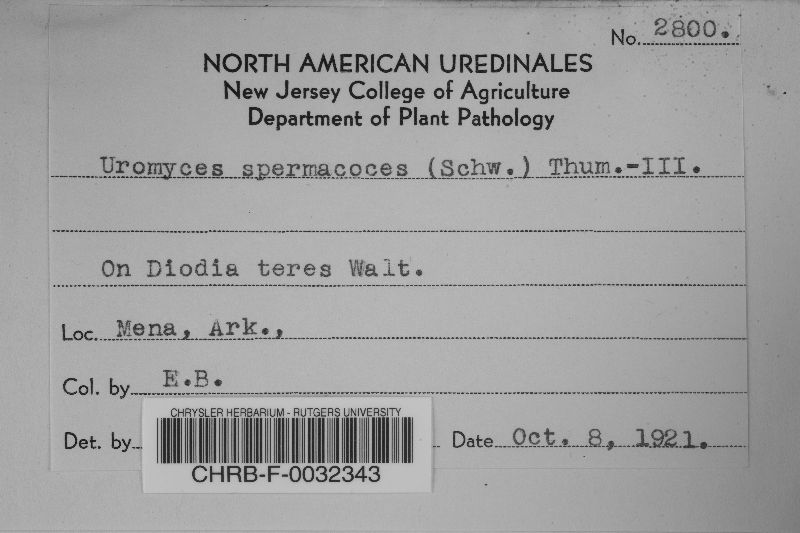 No. 2800.
NORTH AMERICAN UREDINALES
New Jersey College of Agriculture
Department of Plant Pathology
Uromyces spermacoces (Schw.) Thum.-III.
On Diodia teres Walt.
Loc. Mena, Ark.,
Col. by E.B.
Det. by
Date Oct. 8, 1921.
CHRYSLER HERBARIUM - RUTGERS UNIVERSITY
CHRB-F-0032343